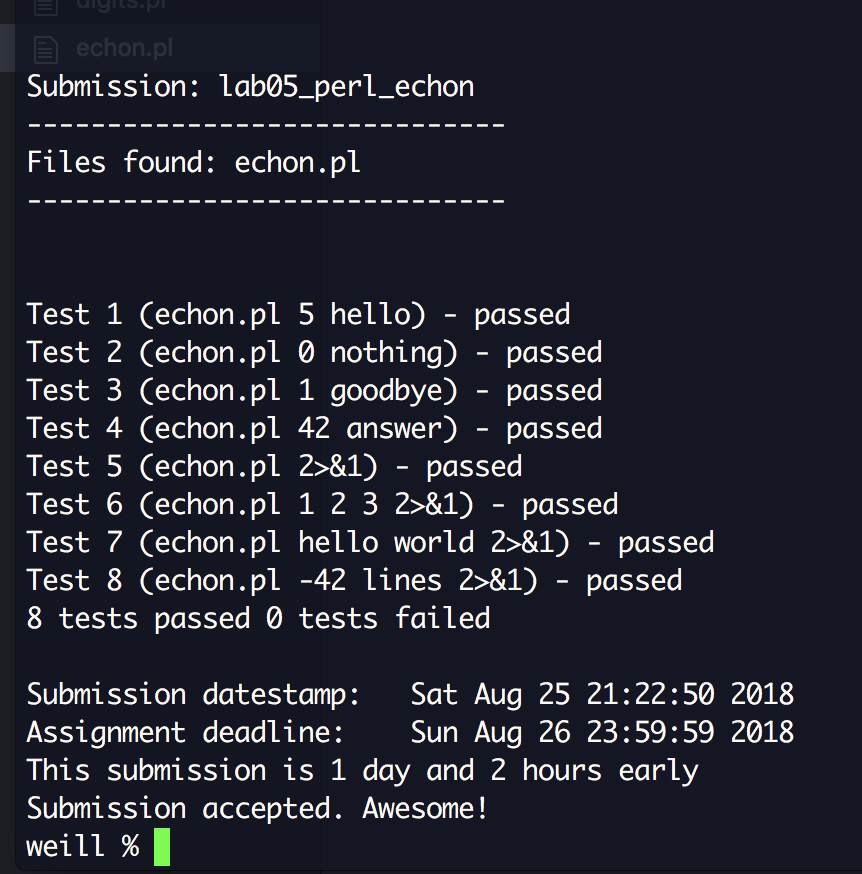 digits.pl
echon.pl
Submission: lab05_perl_echon
------------------------------
Files found: echon.pl
------------------------------
Test 1 (echon.pl 5 hello) - passed
Test 2 (echon.pl 0 nothing) - passed
Test 3 (echon.pl 1 goodbye) - passed
Test 4 (echon.pl 42 answer) - passed
Test 5 (echon.pl 2>&1) - passed
Test 6 (echon.pl 1 2 3 2>&1) - passed
Test 7 (echon.pl hello world 2>&1) - passed
Test 8 (echon.pl -42 lines 2>&1) - passed
8 tests passed 0 tests failed
Submission datestamp:   Sat Aug 25 21:22:50 2018
Assignment deadline:    Sun Aug 26 23:59:59 2018
This submission is 1 day and 2 hours early
Submission accepted. Awesome!
weill %